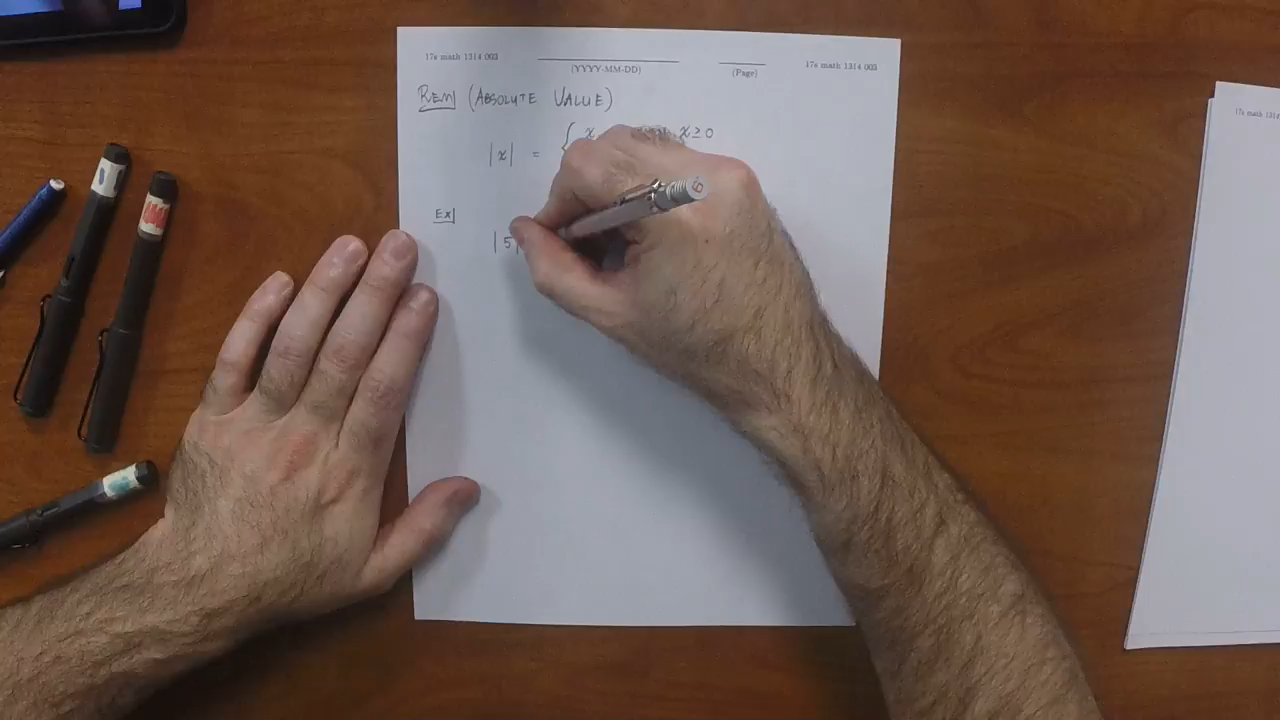 17s math 1314 003 (YYYY-MM-DD) (Page) 17s math 1314 003
REM (ABSOLUTE VALUE)
|x| = { x x ≥ 0
EX
|5|
17s math 1314